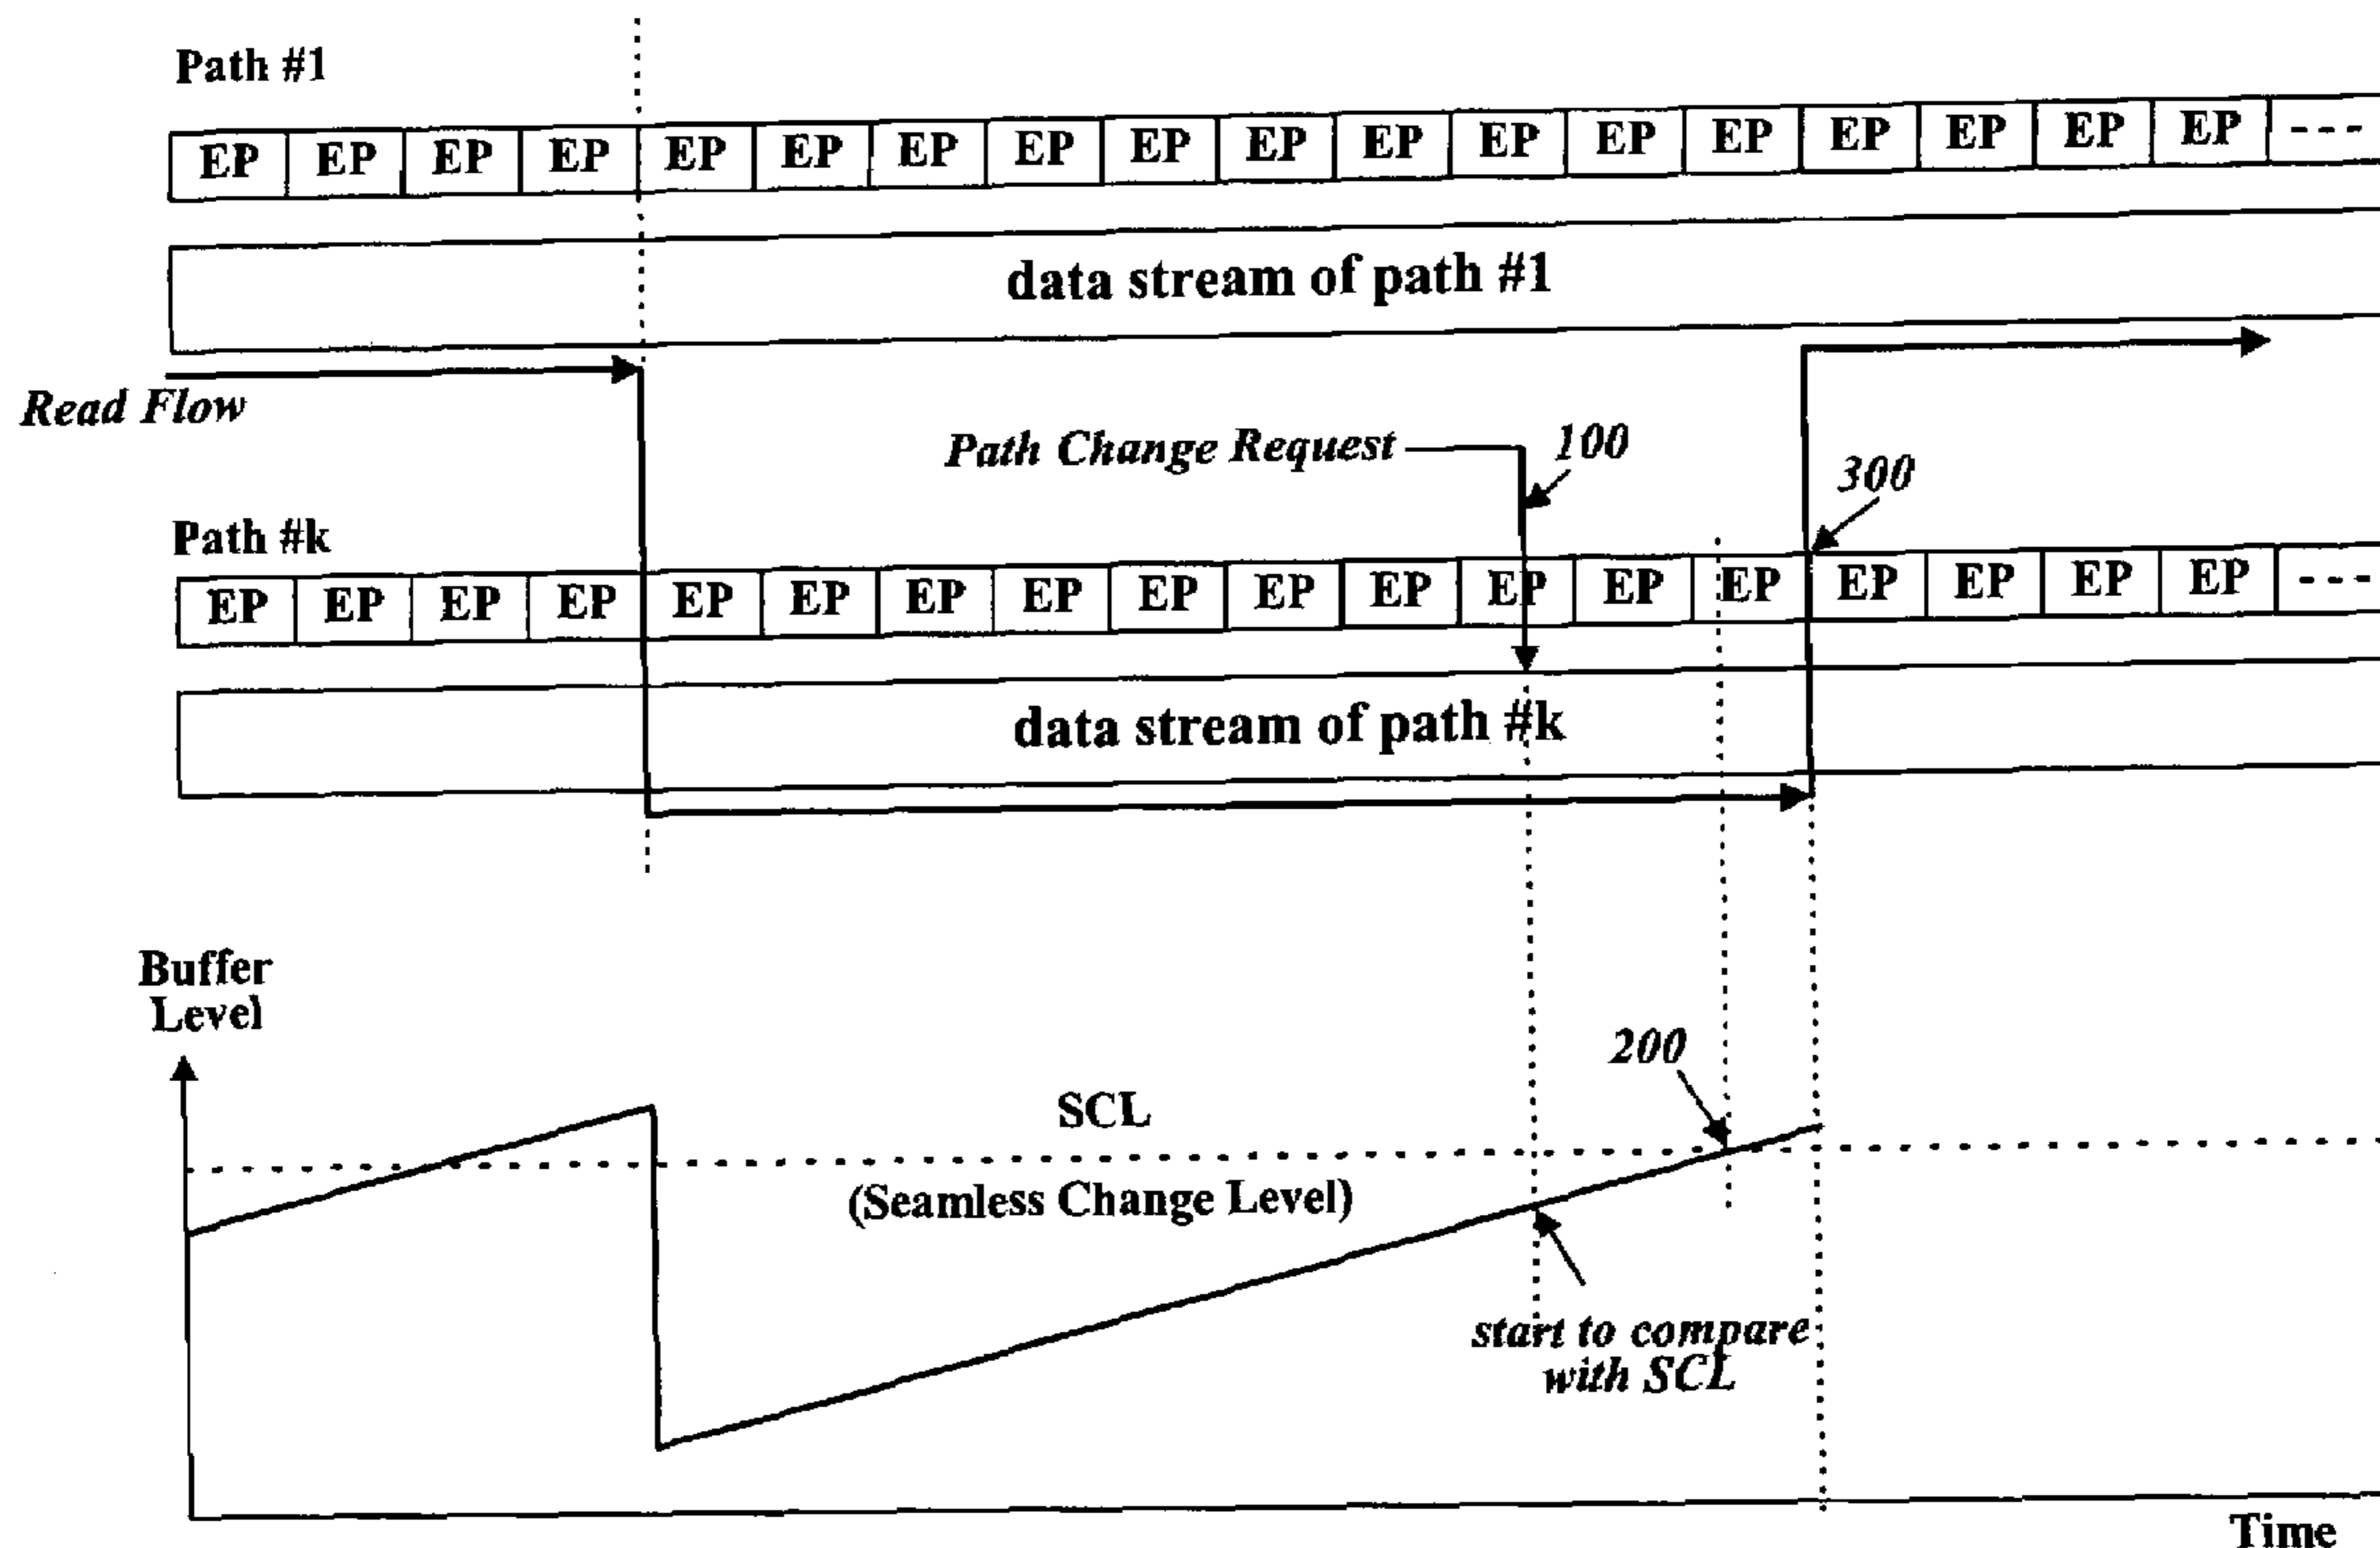 Path #1
EP EP EP EP EP EP EP EP EP EP EP EP EP EP EP EP EP EP ---
data stream of path #1
Read Flow
Path Change Request
100
300
Path #k
EP EP EP EP EP EP EP EP EP EP EP EP EP EP EP EP EP EP ---
data stream of path #k
Buffer
Level
200
SCL
(Seamless Change Level)
start to compare
with SCL
Time